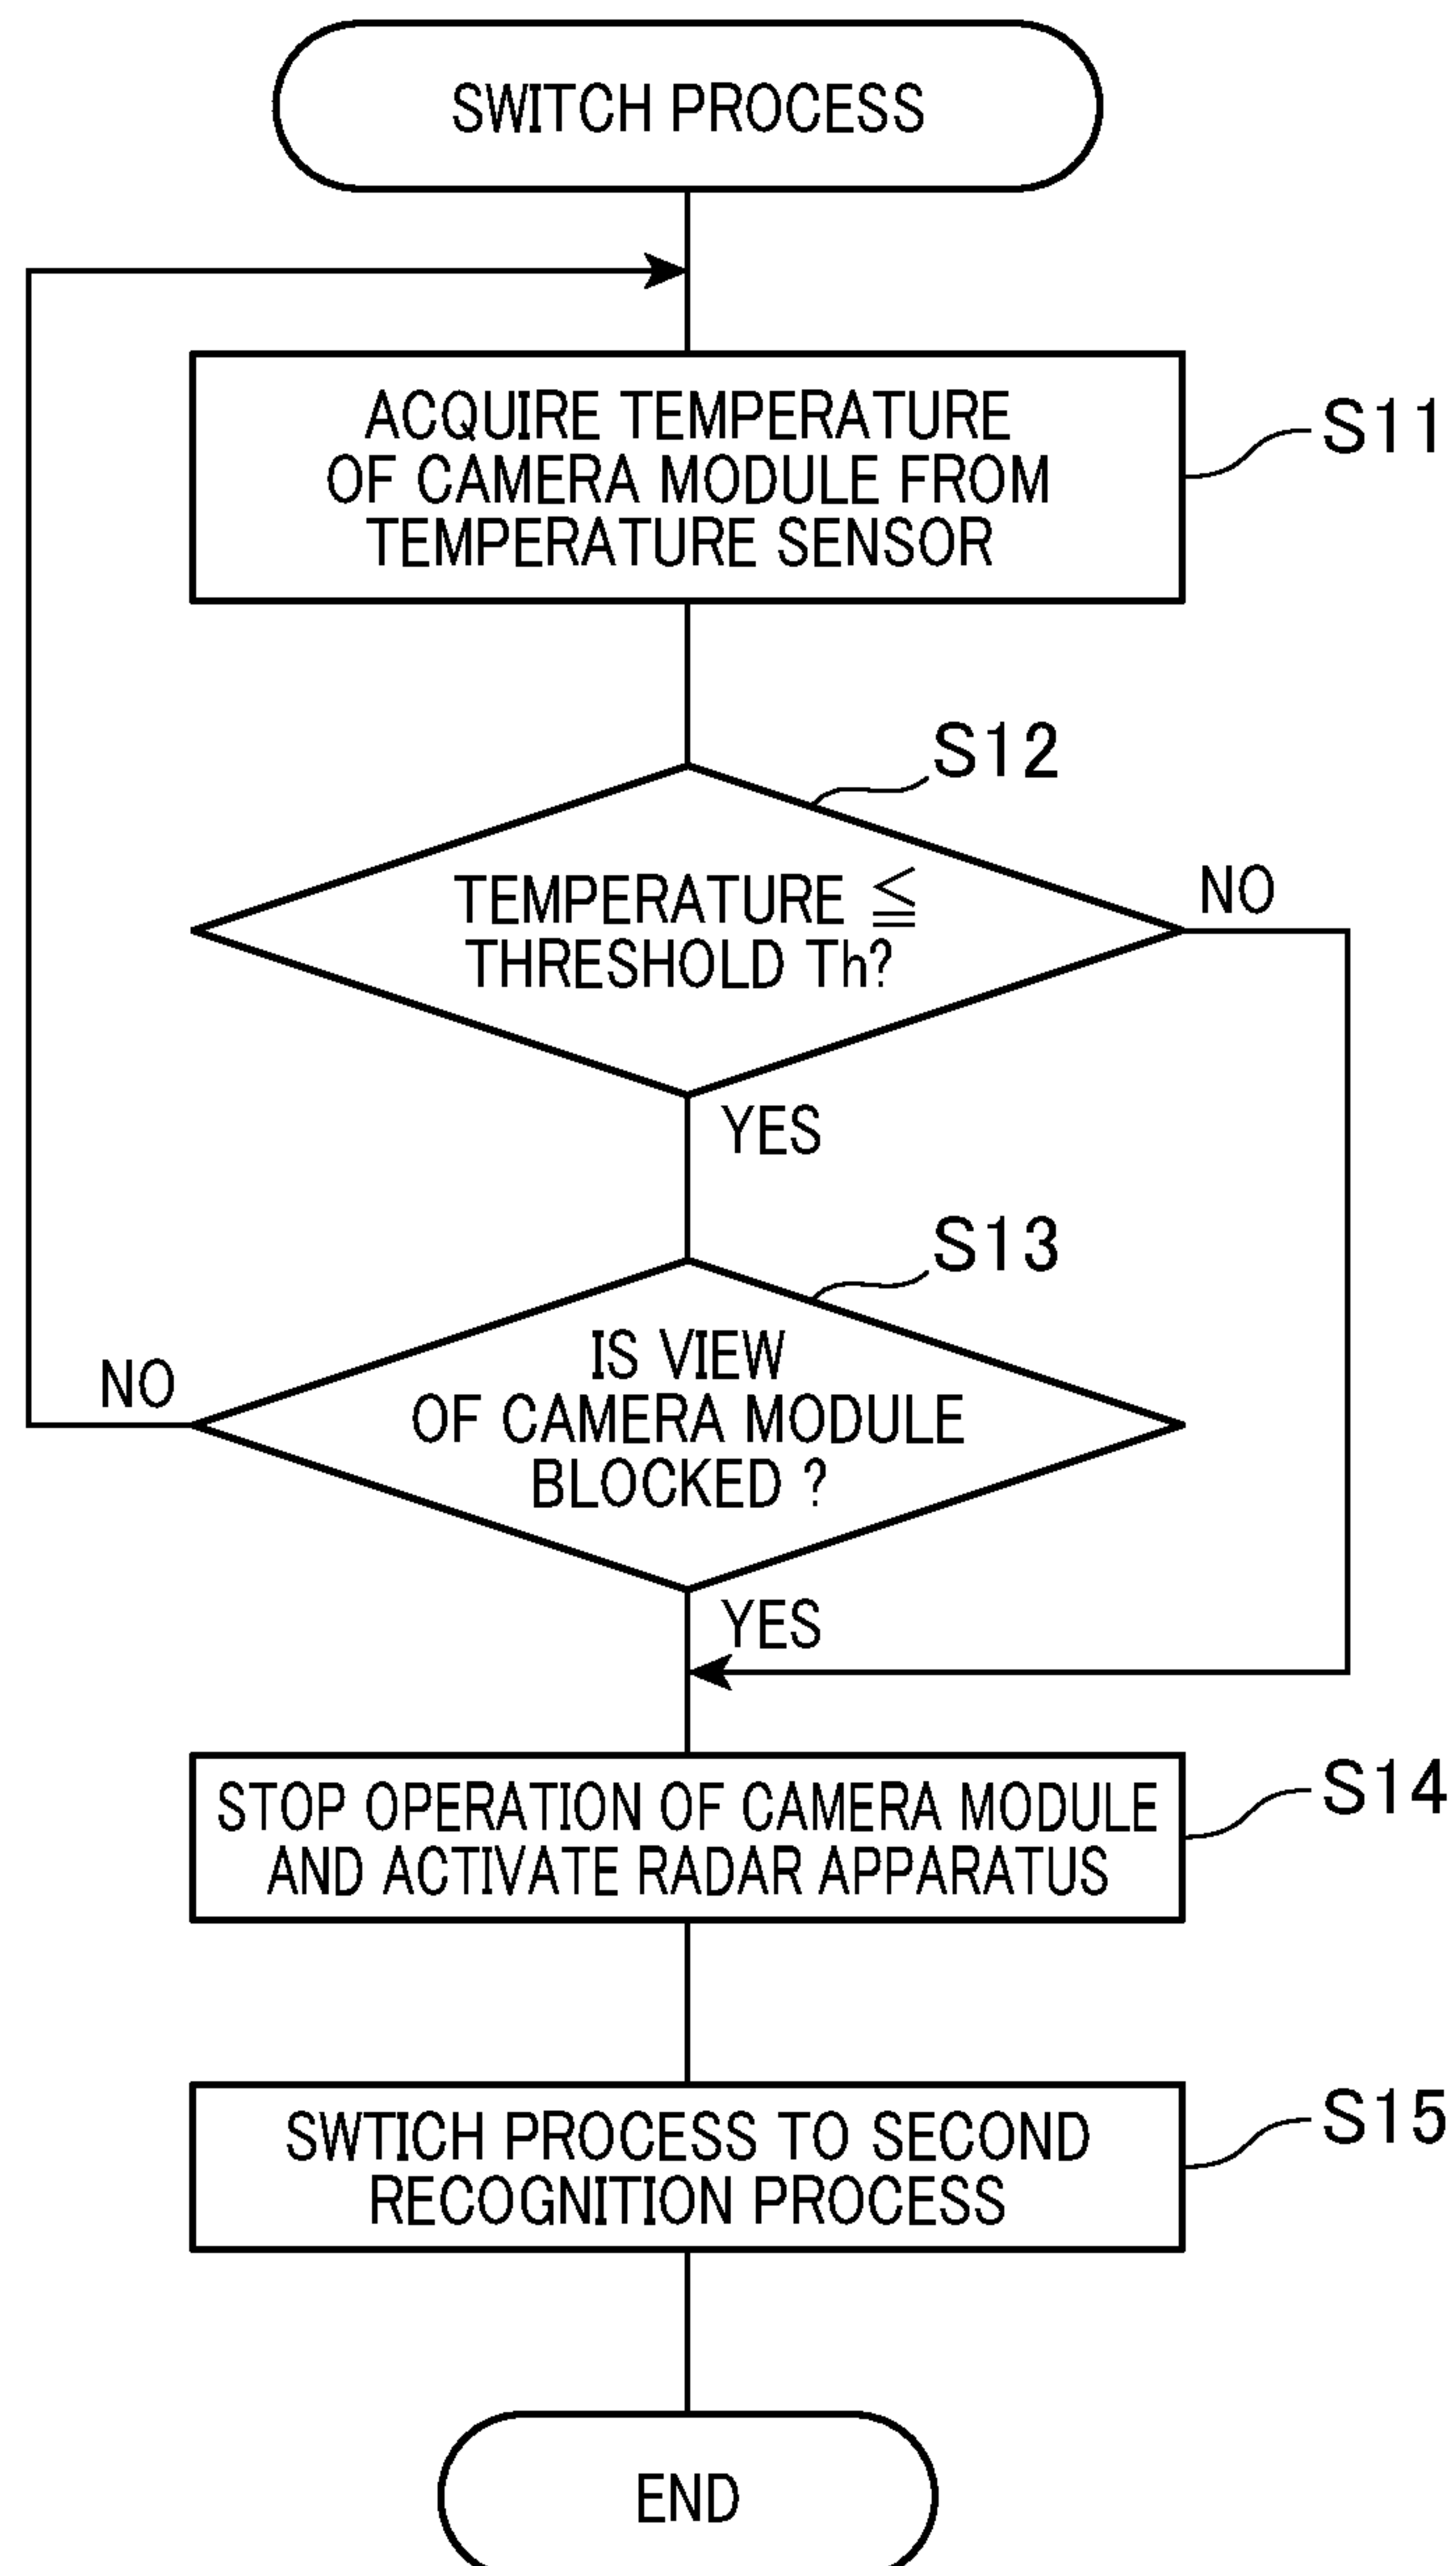 SWITCH PROCESS
ACQUIRE TEMPERATURE
OF CAMERA MODULE FROM
TEMPERATURE SENSOR
S11
S12
TEMPERATURE ≦
THRESHOLD Th?
NO
YES
S13
IS VIEW
OF CAMERA MODULE
BLOCKED ?
NO
YES
STOP OPERATION OF CAMERA MODULE
AND ACTIVATE RADAR APPARATUS
S14
SWTICH PROCESS TO SECOND
RECOGNITION PROCESS
S15
END